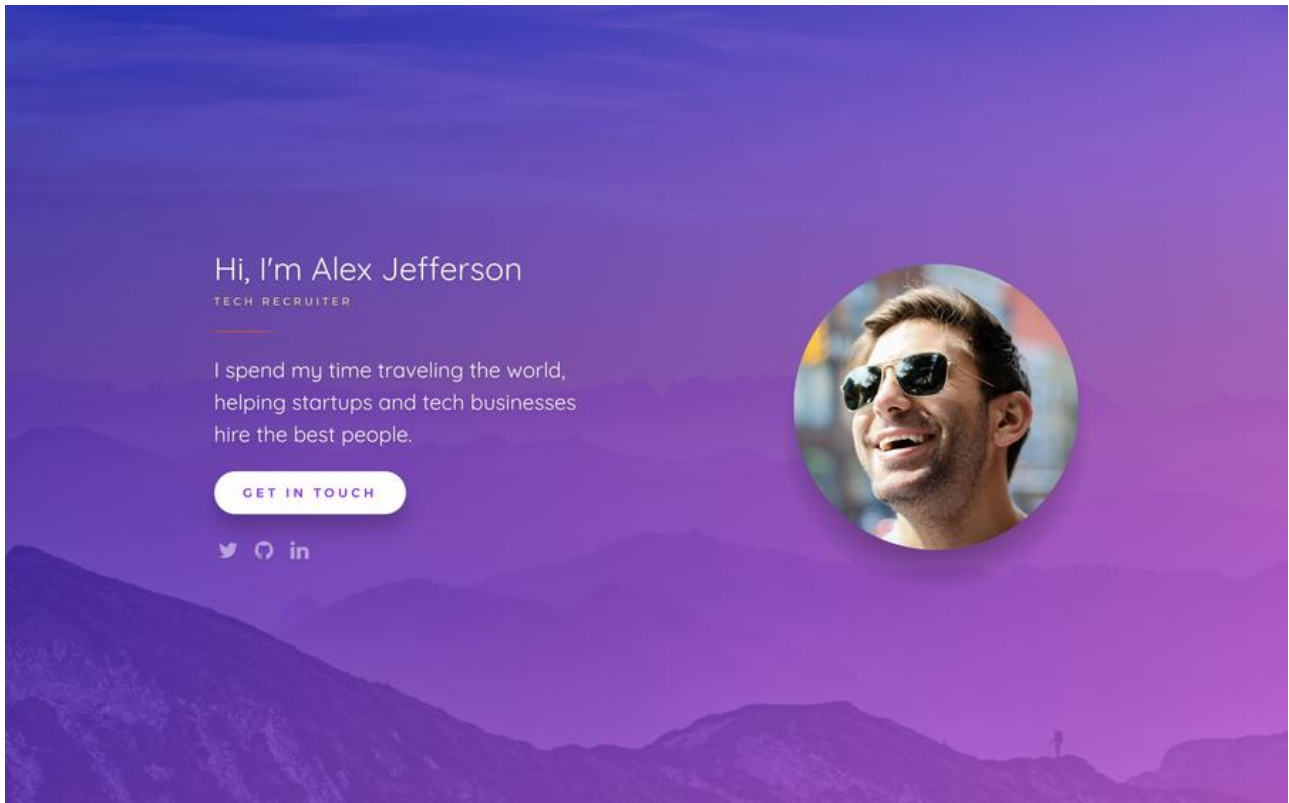 Hi, I'm Alex Jefferson
TECH RECRUITER
I spend my time traveling the world,
helping startups and tech businesses
hire the best people.
GET IN TOUCH
in